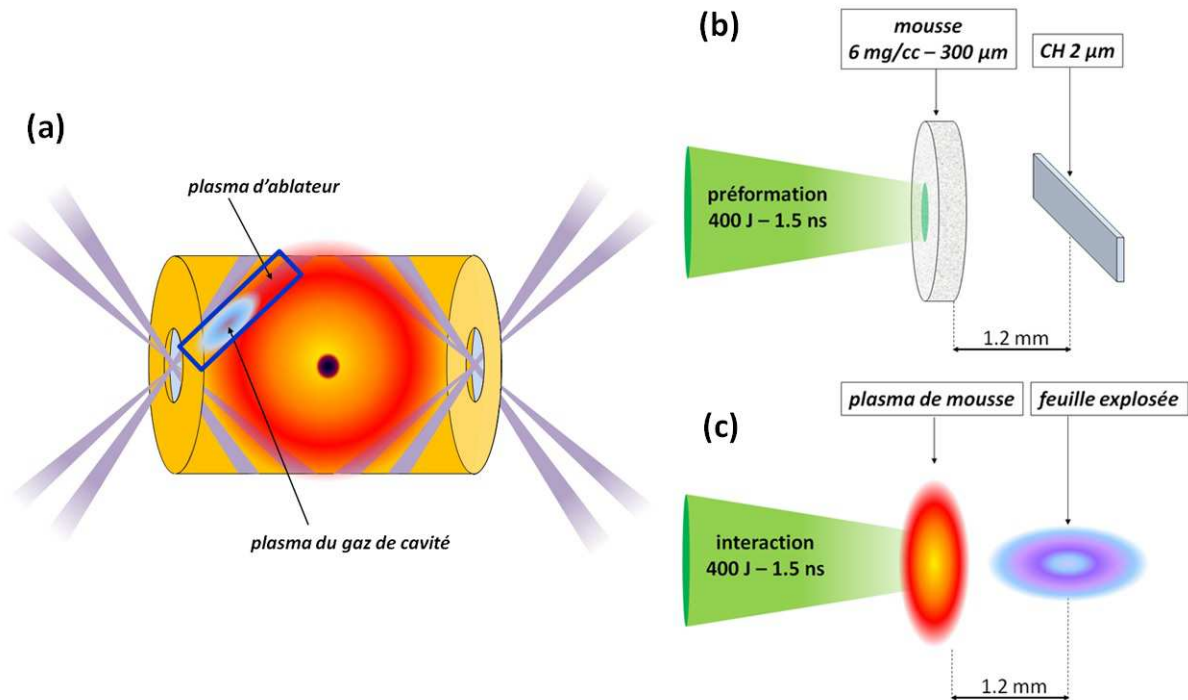 (a)
plasma d'ablateur
plasma du gaz de cavité
(b)
mousse
6 mg/cc – 300 µm
CH 2 µm
préformation
400 J – 1.5 ns
1.2 mm
(c)
plasma de mousse
feuille explosée
interaction
400 J – 1.5 ns
1.2 mm